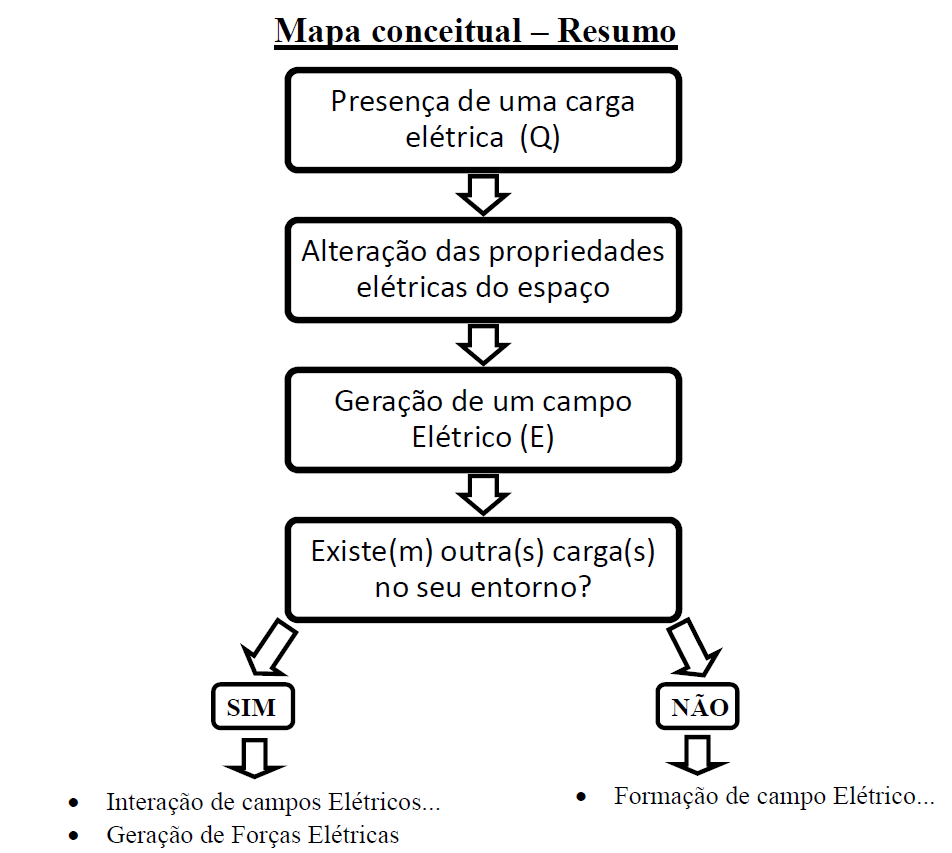 Mapa conceitual – Resumo
Presença de uma carga
elétrica (Q)
Alteração das propriedades
elétricas do espaço
Geração de um campo
Elétrico (E)
Existe(m) outra(s) carga(s)
no seu entorno?
SIM
NÃO
• Interação de campos Elétricos...
• Geração de Forças Elétricas
• Formação de campo Elétrico...